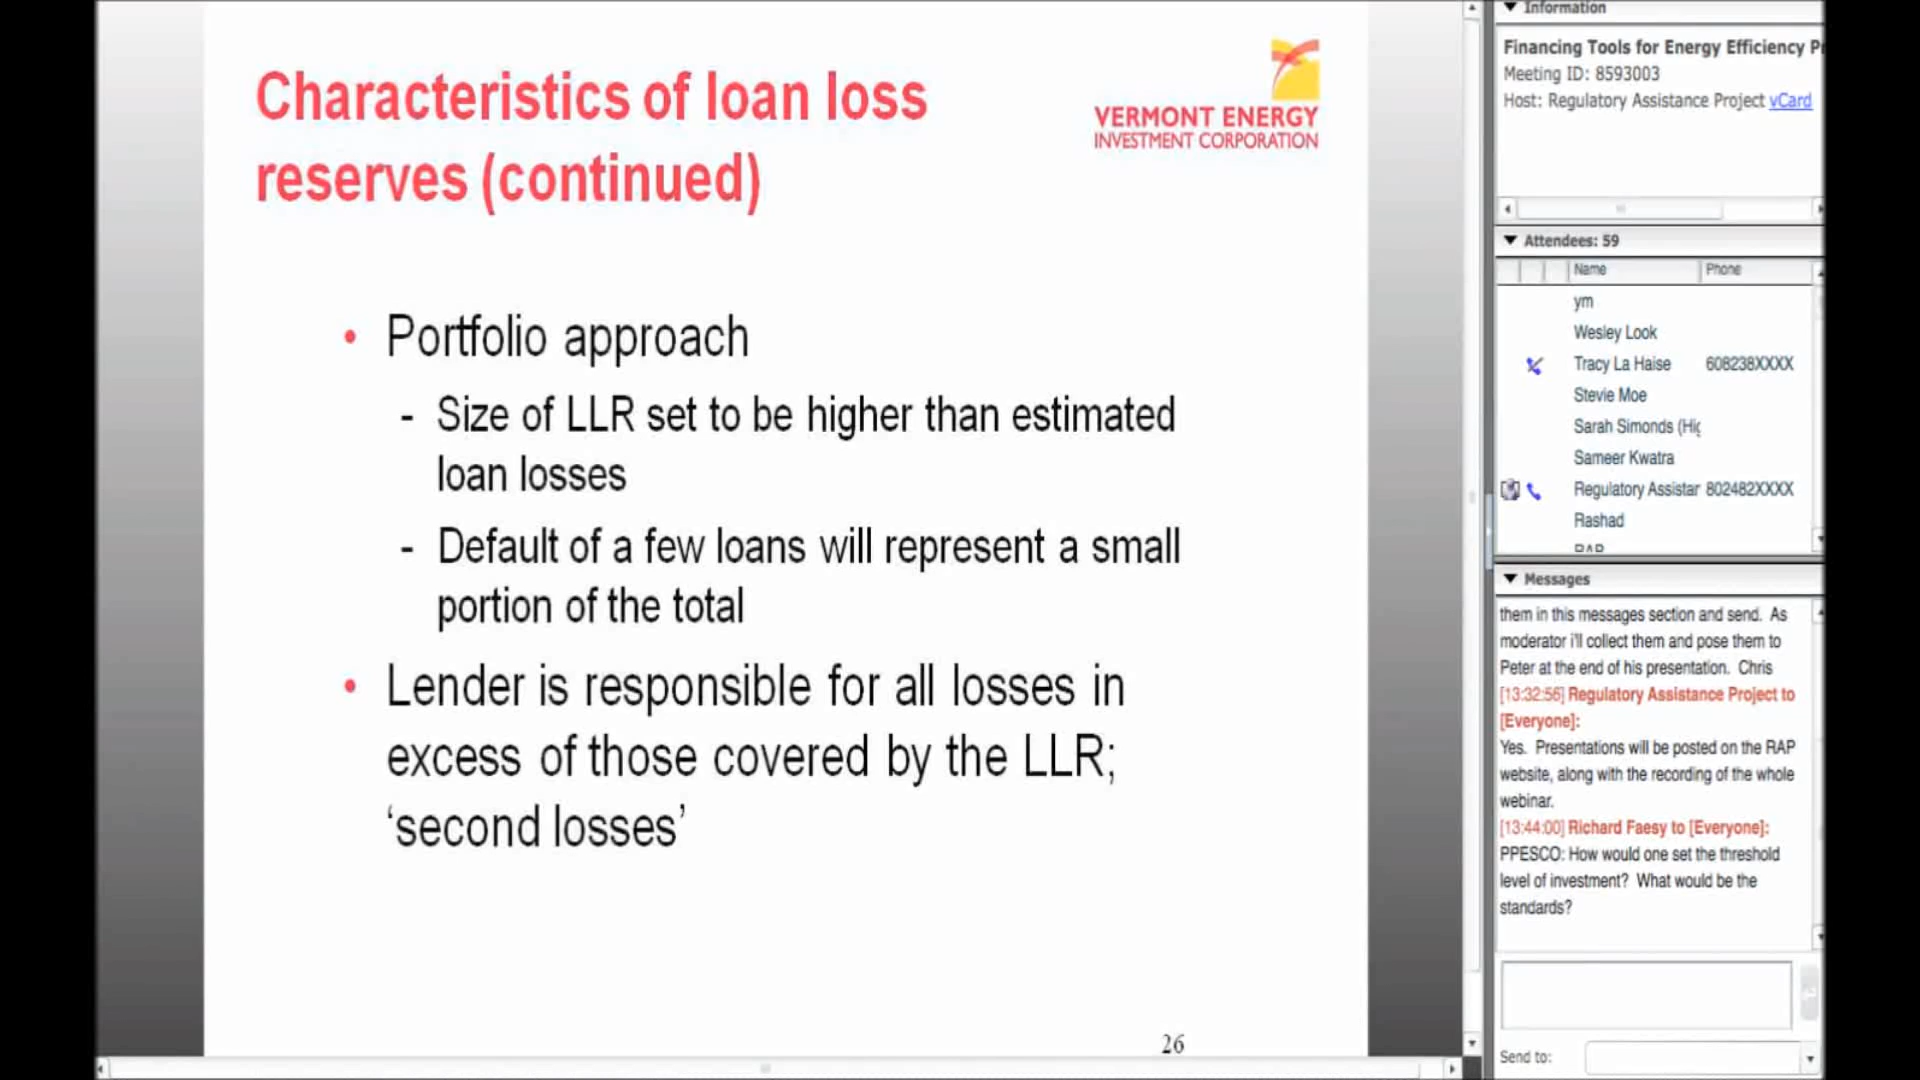 Characteristics of loan loss
reserves (continued)
VERMONT ENERGY
INVESTMENT CORPORATION
• Portfolio approach
- Size of LLR set to be higher than estimated
loan losses
- Default of a few loans will represent a small
portion of the total
• Lender is responsible for all losses in
excess of those covered by the LLR;
‘second losses’
26
Information
Financing Tools for Energy Efficiency Pr
Meeting ID: 8593003
Host: Regulatory Assistance Project vCard
Attendees: 59
Name Phone
ym
Wesley Look
Tracy La Haise 608238XXXX
Stevie Moe
Sarah Simonds (Hig
Sameer Kwatra
Regulatory Assistar 802482XXXX
Rashad
RAP
Messages
them in this messages section and send. As
moderator i'll collect them and pose them to
Peter at the end of his presentation. Chris
[13:32:56] Regulatory Assistance Project to
[Everyone]:
Yes. Presentations will be posted on the RAP
website, along with the recording of the whole
webinar.
[13:44:00] Richard Faesy to [Everyone]:
PPESCO: How would one set the threshold
level of investment? What would be the
standards?
Send to: